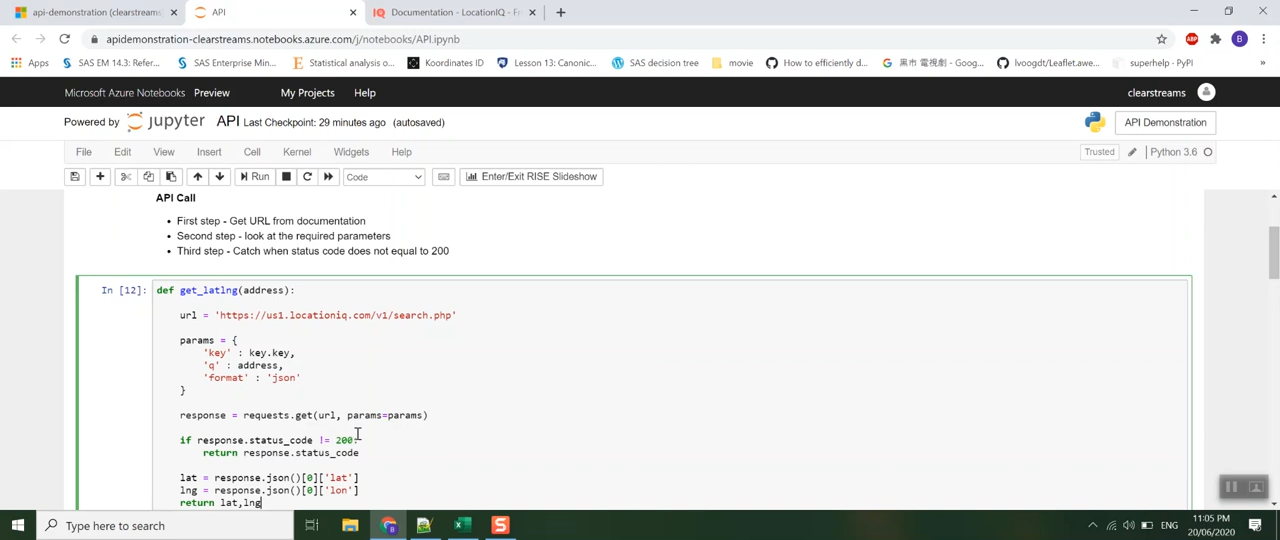 api-demonstration (clearstreams)
API
Documentation - LocationIQ - Fr
apidemonstration-clearstreams.notebooks.azure.com/j/notebooks/API.ipynb
Apps SAS EM 14.3: Refer... SAS Enterprise Min... Statistical analysis o... Koordinates ID Lesson 13: Canonic... SAS decision tree movie How to efficiently d... 黑市 電視劇 - Goog... lvoogdt/Leaflet.awe... superhelp - PyPI
Microsoft Azure Notebooks Preview My Projects Help clearstreams
Powered by jupyter API Last Checkpoint: 29 minutes ago (autosaved) API Demonstration
File Edit View Insert Cell Kernel Widgets Help Trusted Python 3.6
Run Code Enter/Exit RISE Slideshow
API Call
• First step - Get URL from documentation
• Second step - look at the required parameters
• Third step - Catch when status code does not equal to 200
In [12]: def get_latlng(address):
url = 'https://us1.locationiq.com/v1/search.php'
params = {
'key' : key.key,
'q' : address,
'format' : 'json'
}
response = requests.get(url, params=params)
if response.status_code != 200:
return response.status_code
lat = response.json()[0]['lat']
lng = response.json()[0]['lon']
return lat,lng
Type here to search
ENG
11:05 PM
20/06/2020